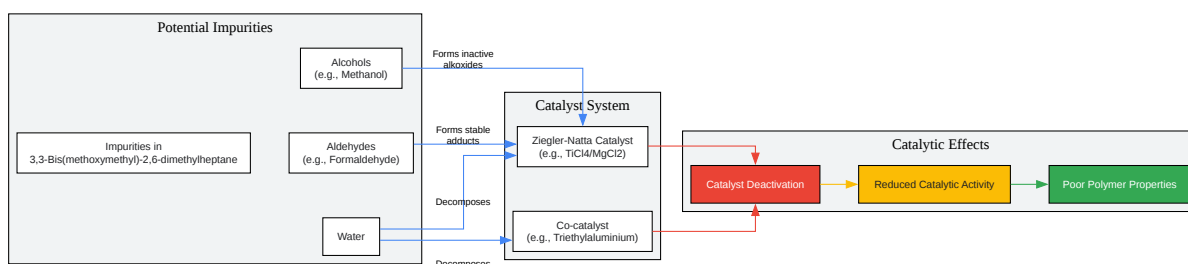 Potential Impurities
Alcohols
(e.g., Methanol)
Forms inactive
alkoxides
Impurities in
3,3-Bis(methoxymethyl)-2,6-dimethylheptane
Aldehydes
(e.g., Formaldehyde)
Forms stable
adducts
Water
Decomposes
Decomposes
Catalyst System
Ziegler-Natta Catalyst
(e.g., TiCl4/MgCl2)
Co-catalyst
(e.g., Triethylaluminium)
Catalytic Effects
Catalyst Deactivation
Reduced Catalytic Activity
Poor Polymer Properties